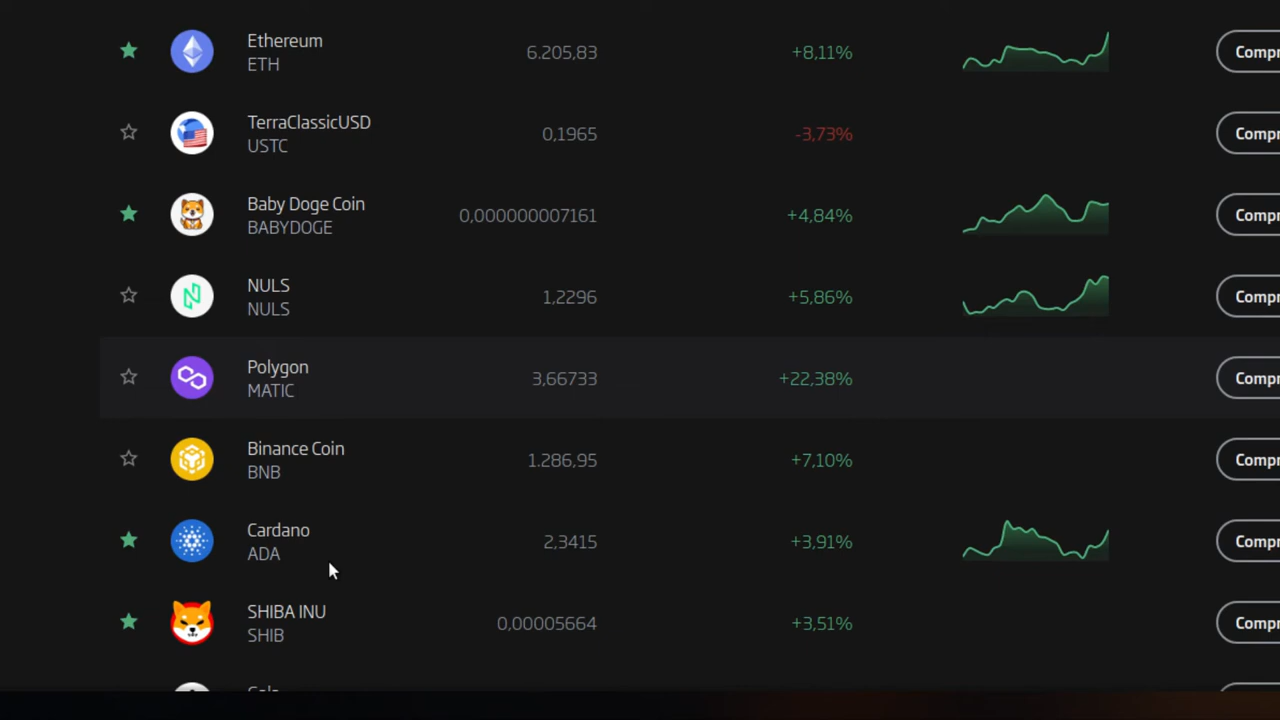 Ethereum
ETH
6.205,83
+8,11%
Compr
TerraClassicUSD
USTC
0,1965
-3,73%
Compr
Baby Doge Coin
BABYDOGE
0,000000007161
+4,84%
Compr
NULS
NULS
1,2296
+5,86%
Compr
Polygon
MATIC
3,66733
+22,38%
Compr
Binance Coin
BNB
1.286,95
+7,10%
Compr
Cardano
ADA
2,3415
+3,91%
Compr
SHIBA INU
SHIB
0,00005664
+3,51%
Compr